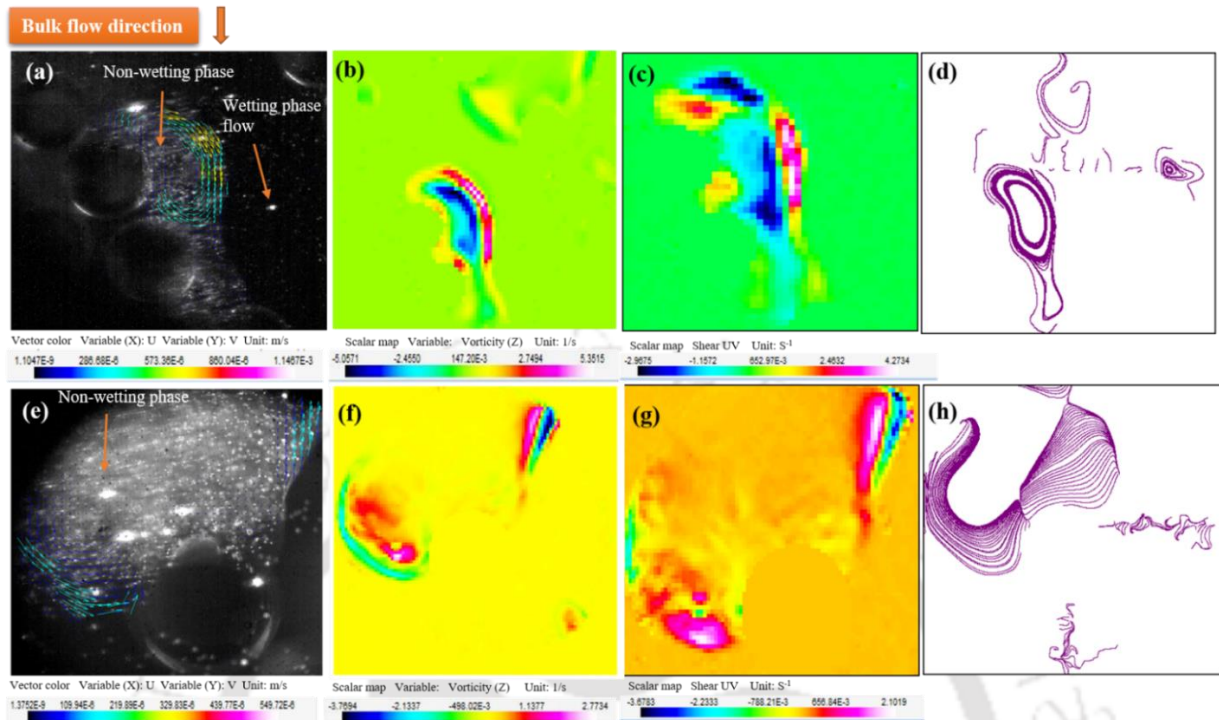 Bulk flow direction
(a)
Non-wetting phase
Wetting phase
flow
(b)
(c)
(d)
Vector color Variable (X): U Variable (Y): V Unit: m/s
1.1047E-9 286.68E-6 573.36E-6 860.04E-6 1.1467E-3
Scalar map Variable: Vorticity (Z) Unit: 1/s
-5.0571 -2.4550 147.20E-3 2.7494 5.3515
Scalar map Shear UV Unit: S-1
-2.9675 -1.1572 652.97E-3 2.4632 4.2734
Non-wetting phase
(e)
(f)
(g)
(h)
Vector color Variable (X): U Variable (Y): V Unit: m/s
1.3752E-9 109.94E-6 219.89E-6 329.83E-6 439.77E-6 549.72E-6
Scalar map Variable: Vorticity (Z) Unit: 1/s
-3.7694 -2.1337 -498.02E-3 1.1377 2.7734
Scalar map Shear UV Unit: S-1
-3.6783 -2.2333 -788.21E-3 656.84E-3 2.1019